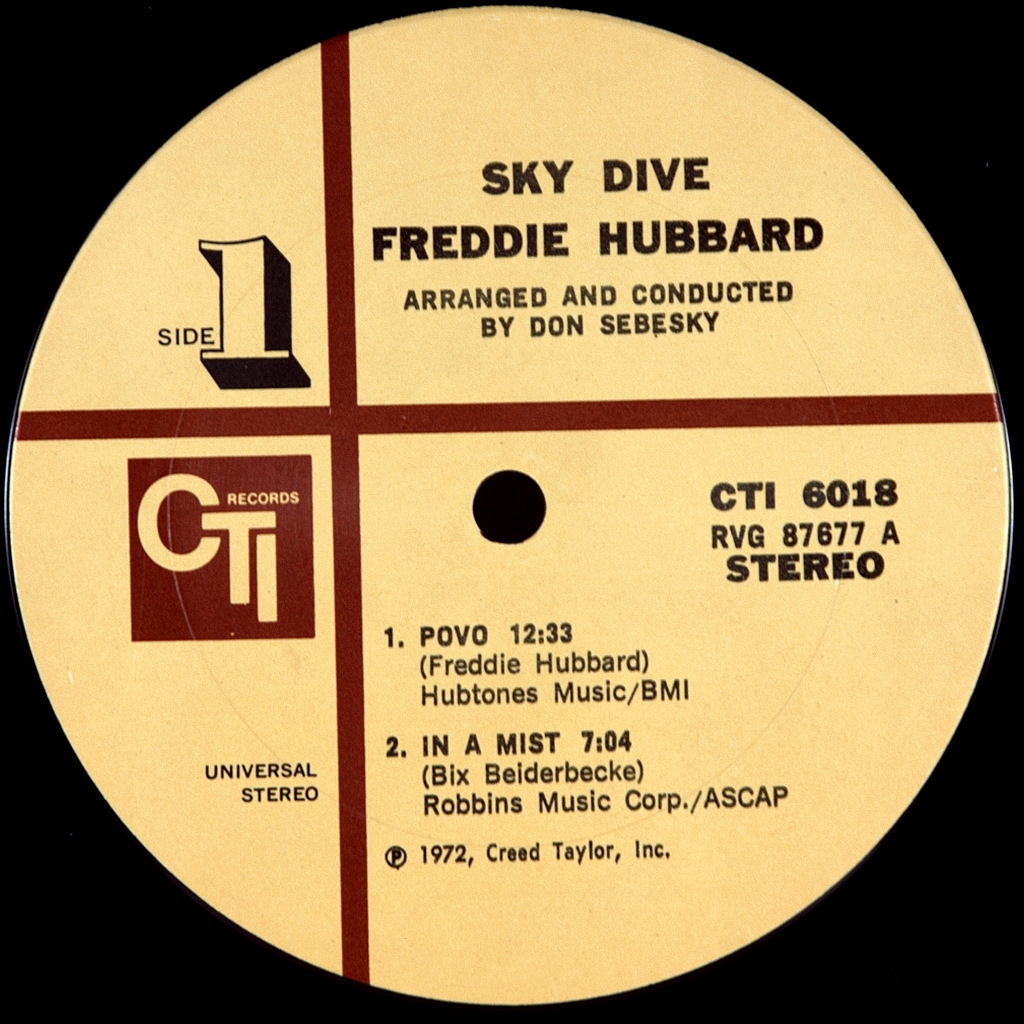 SKY DIVE
FREDDIE HUBBARD
ARRANGED AND CONDUCTED
BY DON SEBESKY
SIDE 1
CTI RECORDS
CTI 6018
RVG 87677 A
STEREO
1. POVO 12:33
(Freddie Hubbard)
Hubtones Music/BMI
2. IN A MIST 7:04
(Bix Beiderbecke)
Robbins Music Corp./ASCAP
UNIVERSAL
STEREO
℗ 1972, Creed Taylor, Inc.